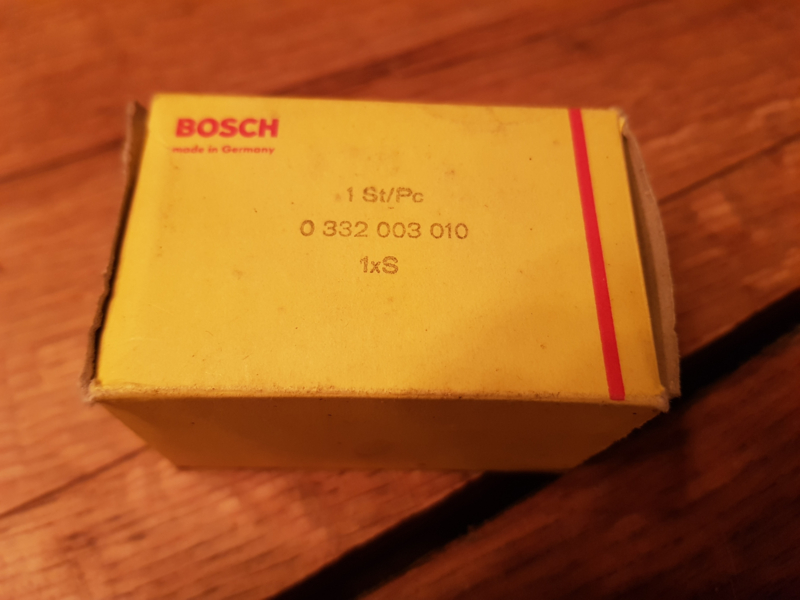 BOSCH
made in Germany
1 St/Pc
0 332 003 010
1xS